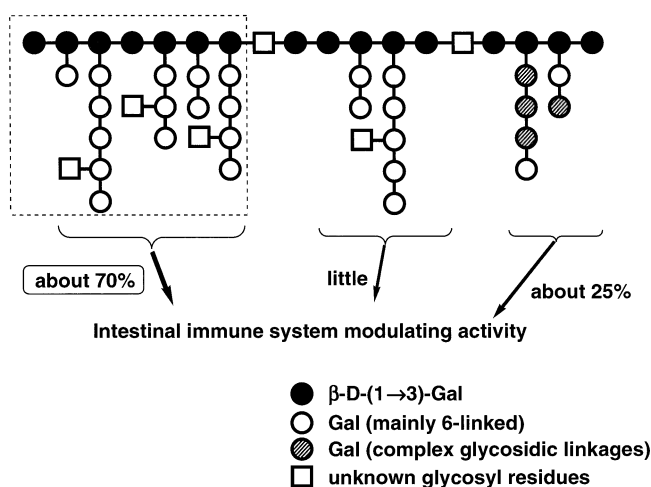 about 70%
little
about 25%
Intestinal immune system modulating activity
β-D-(1→3)-Gal
Gal (mainly 6-linked)
Gal (complex glycosidic linkages)
unknown glycosyl residues